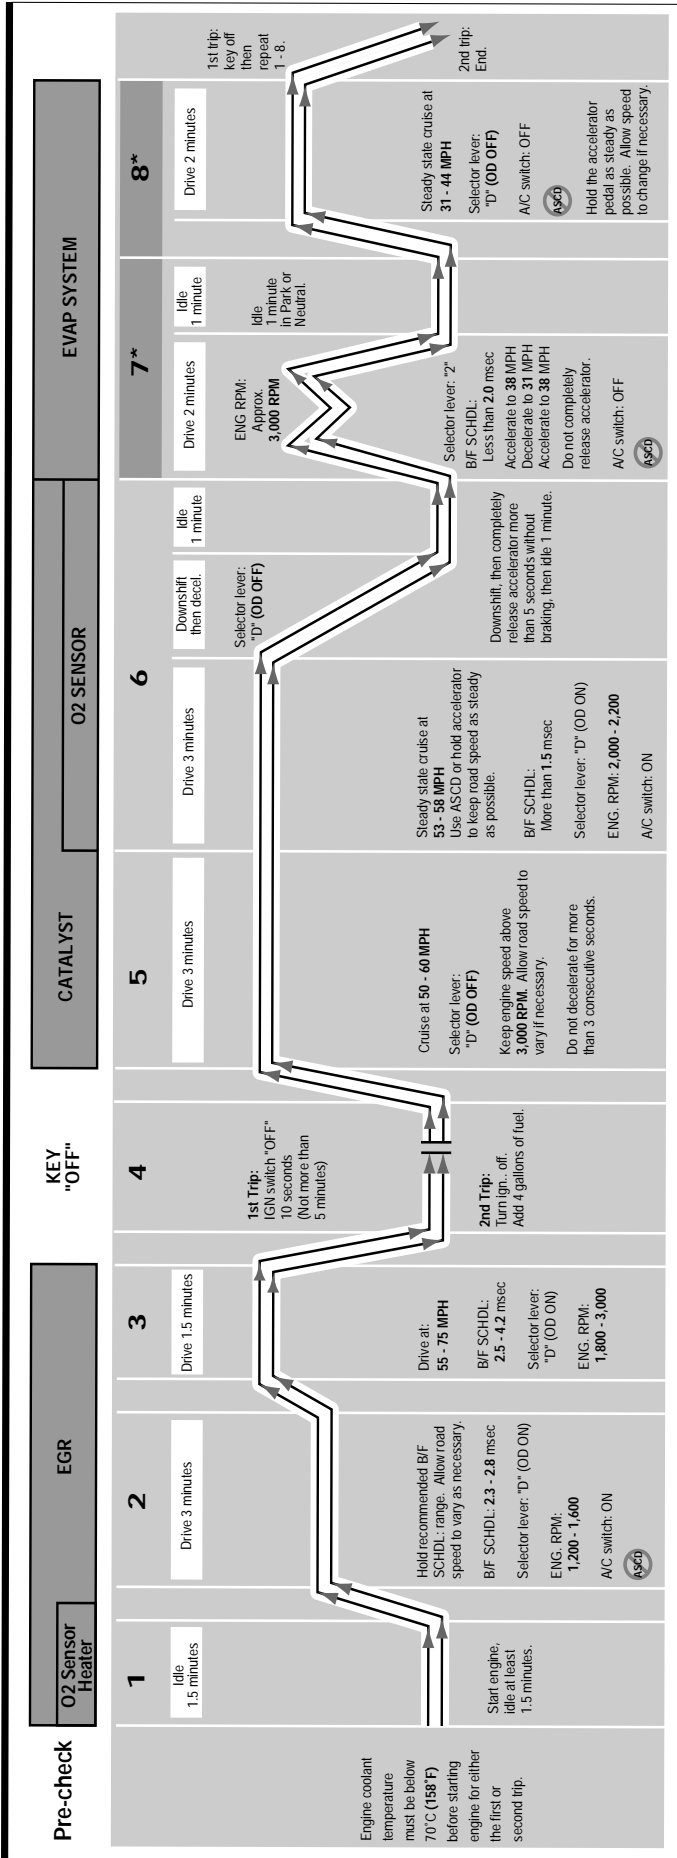 Pre-check
Engine coolant
temperature
must be below
70˚C (158˚F)
before starting
engine for either
the first or
second trip.
EGR
O2 Sensor
Heater
1
Idle
1.5 minutes
Start engine,
idle at least
1.5 minutes.
2
Drive 3 minutes
Hold recommended B/F
SCHDL: range. Allow road
speed to vary as necessary.
B/F SCHDL: 2.3 - 2.8 msec
Selector lever: "D" (OD ON)
ENG. RPM:
1,200 - 1,600
A/C switch: ON
ASCD
3
Drive 1.5 minutes
Drive at:
55 - 75 MPH
B/F SCHDL:
2.5 - 4.2 msec
Selector lever:
"D" (OD ON)
ENG. RPM:
1,800 - 3,000
KEY
"OFF"
4
1st Trip:
IGN switch "OFF"
10 seconds
(Not more than
5 minutes)
2nd Trip:
Turn ign.. off.
Add 4 gallons of fuel.
CATALYST
5
Drive 3 minutes
Cruise at 50 - 60 MPH
Selector lever:
"D" (OD OFF)
Keep engine speed above
3,000 RPM. Allow road speed to
vary if necessary.
Do not decelerate for more
than 3 consecutive seconds.
O2 SENSOR
6
Drive 3 minutes
Steady state cruise at
53 - 58 MPH
Use ASCD or hold accelerator
to keep road speed as steady
as possible.
B/F SCHDL:
More than 1.5 msec
Selector lever: "D" (OD ON)
ENG. RPM: 2,000 - 2,200
A/C switch: ON
Downshift
then decel.
Selector lever:
"D" (OD OFF)
Idle
1 minute
Downshift, then completely
release accelerator more
than 5 seconds without
braking, then idle 1 minute.
EVAP SYSTEM
7*
Drive 2 minutes
ENG RPM:
Approx.
3,000 RPM
Selector lever: "2"
B/F SCHDL:
Less than 2.0 msec
Accelerate to 38 MPH
Decelerate to 31 MPH
Accelerate to 38 MPH
Do not completely
release accelerator.
A/C switch: OFF
ASCD
Idle
1 minute
Idle
1 minute
in Park or
Neutral.
8*
Drive 2 minutes
Steady state cruise at
31 - 44 MPH
Selector lever:
"D" (OD OFF)
A/C switch: OFF
ASCD
Hold the accelerator
pedal as steady as
possible. Allow speed
to change if necessary.
1st trip:
key off
then
repeat
1 - 8.
2nd trip:
End.